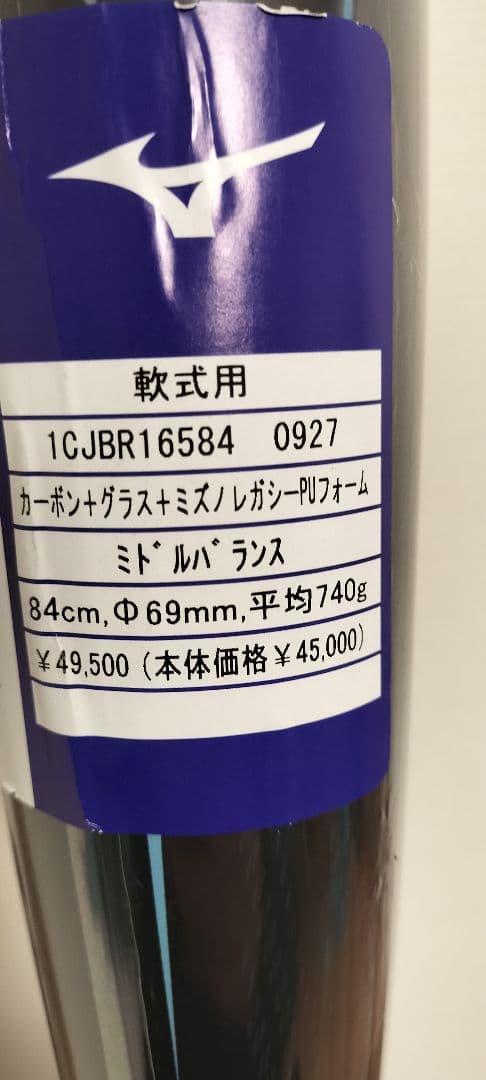 軟式用
1CJBR16584 0927
カーボン+グラス+ミズノレガシーPUフォーム
ミドルバランス
84cm,Φ69mm,平均740g
¥49,500 (本体価格¥45,000)